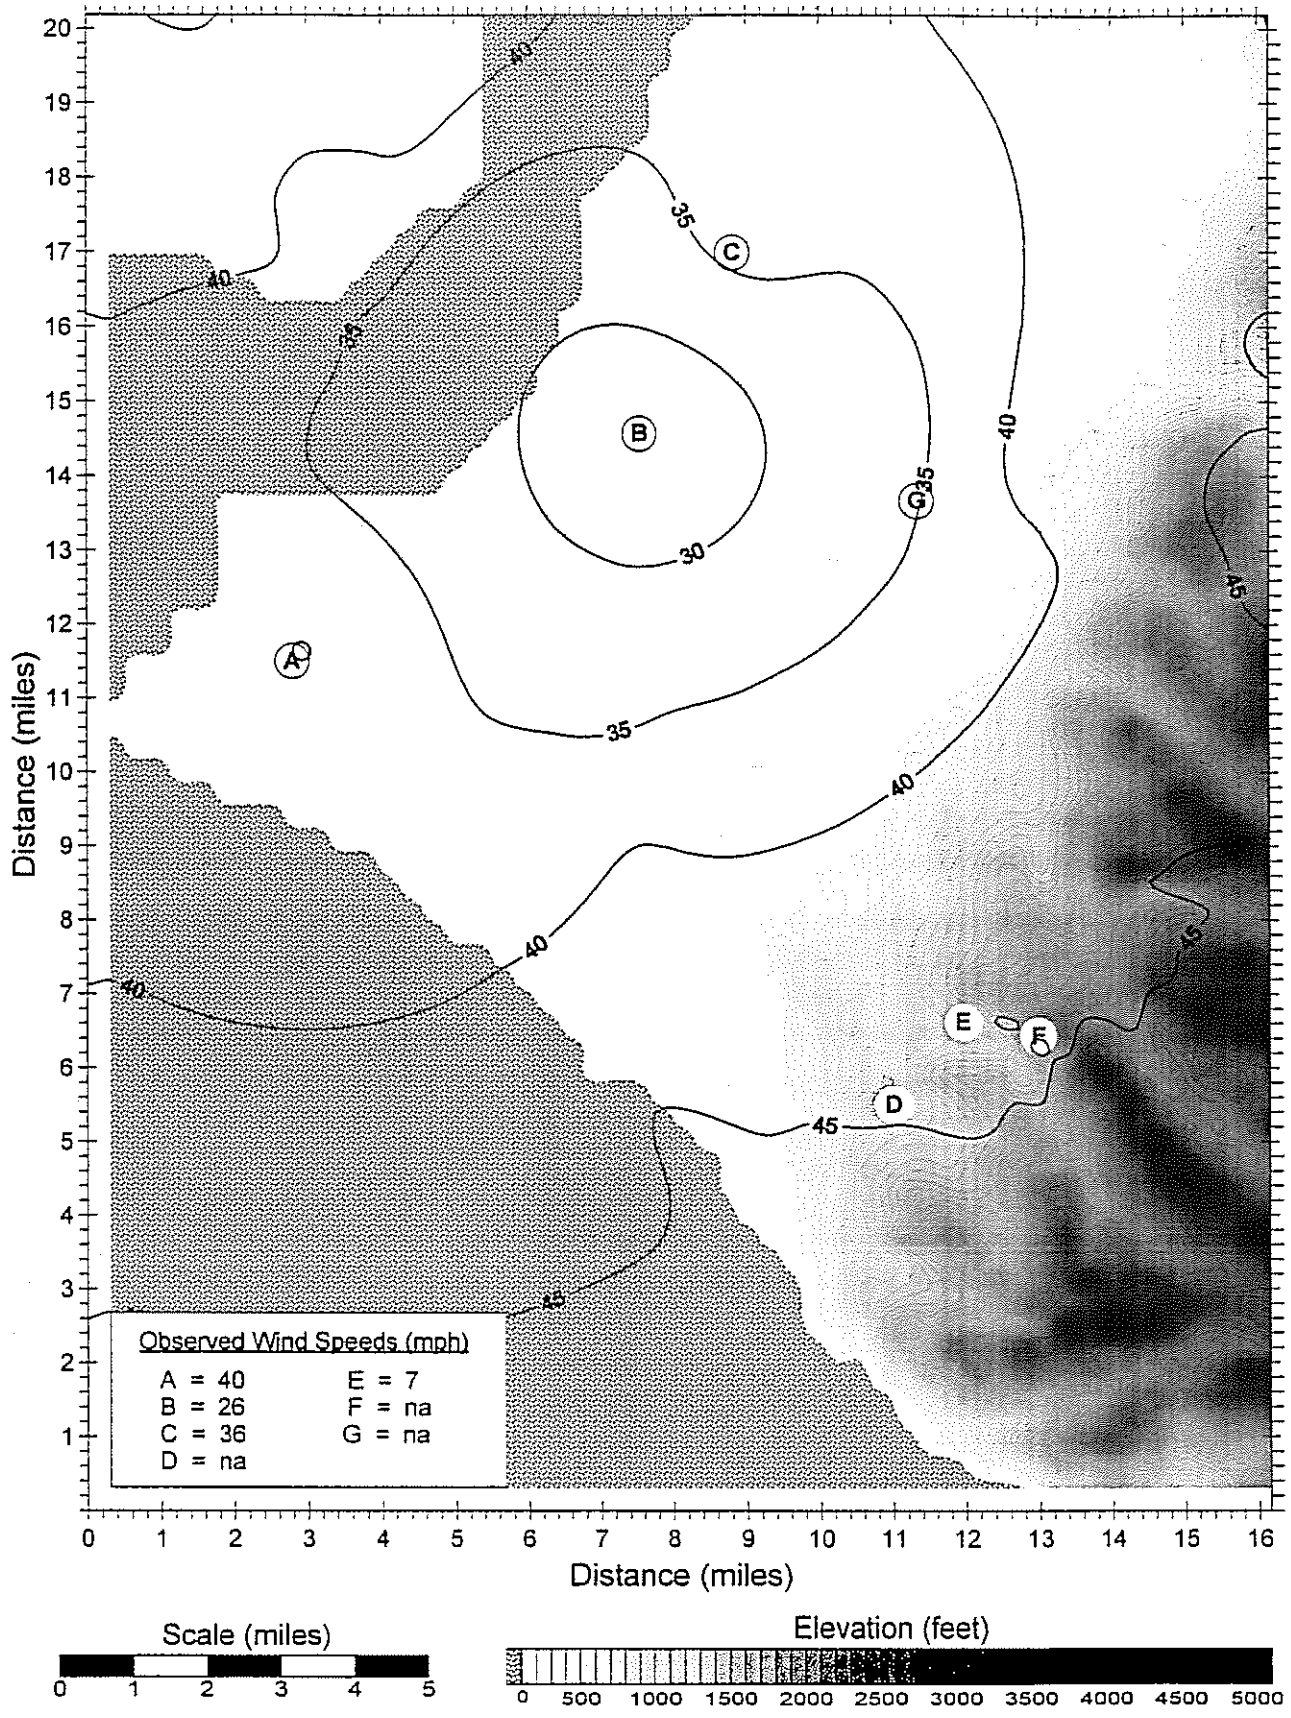 20
19
18
17
16
15
14
13
12
11
10
9
8
7
6
5
4
3
2
1
Distance (miles)
40
35
C
40
35
B
40
35
G
30
45
A
35
40
40
45
40
E
F
D
45
45
Observed Wind Speeds (mph)
A = 40 E = 7
B = 26 F = na
C = 36 G = na
D = na
0 1 2 3 4 5 6 7 8 9 10 11 12 13 14 15 16
Distance (miles)
Scale (miles)
0 1 2 3 4 5
Elevation (feet)
0 500 1000 1500 2000 2500 3000 3500 4000 4500 5000